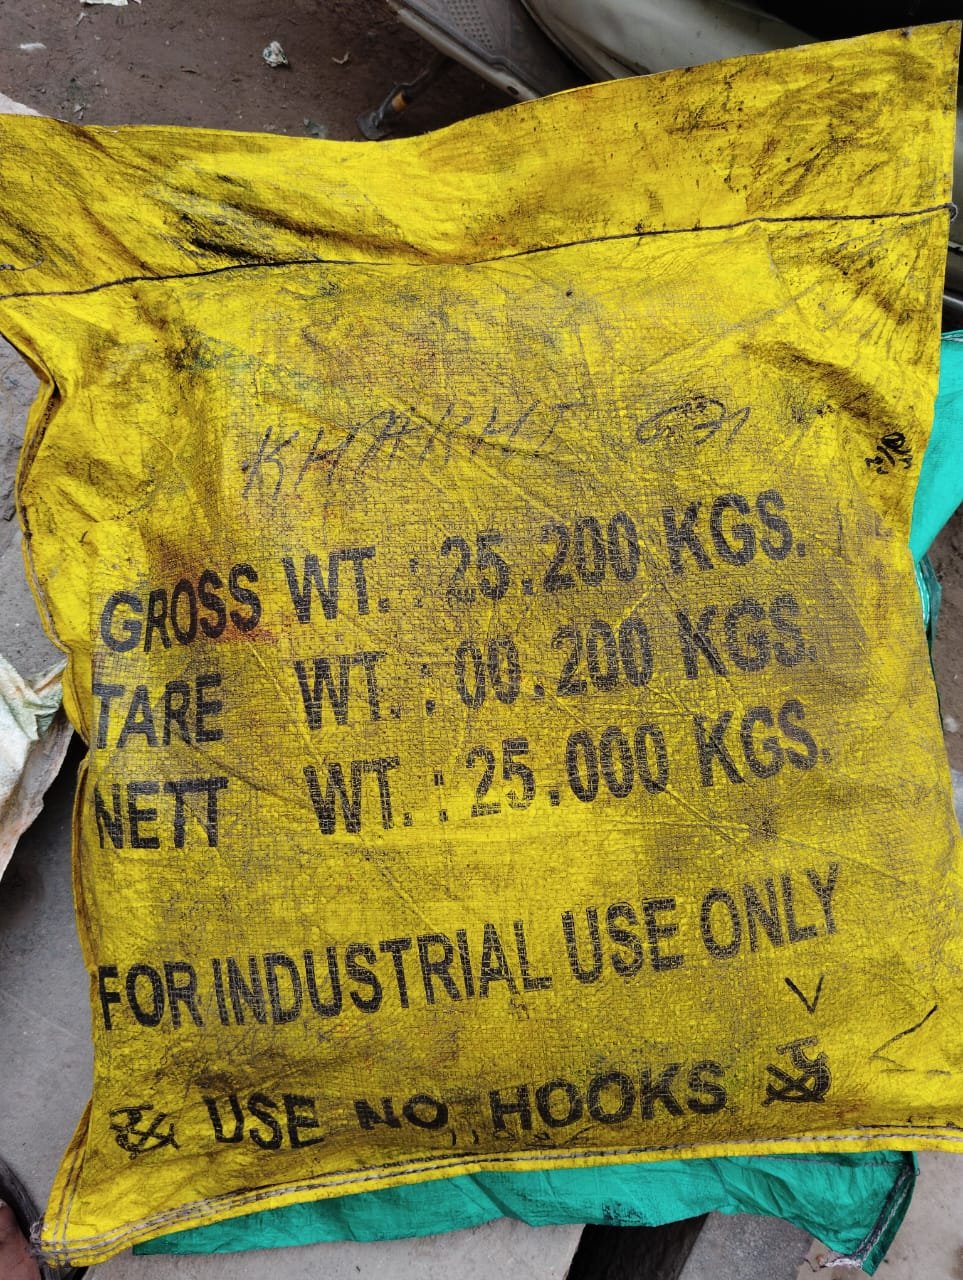 GROSS WT. : 25.200 KGS.
TARE WT. : 00.200 KGS.
NETT WT. : 25.000 KGS.
FOR INDUSTRIAL USE ONLY
USE NO HOOKS